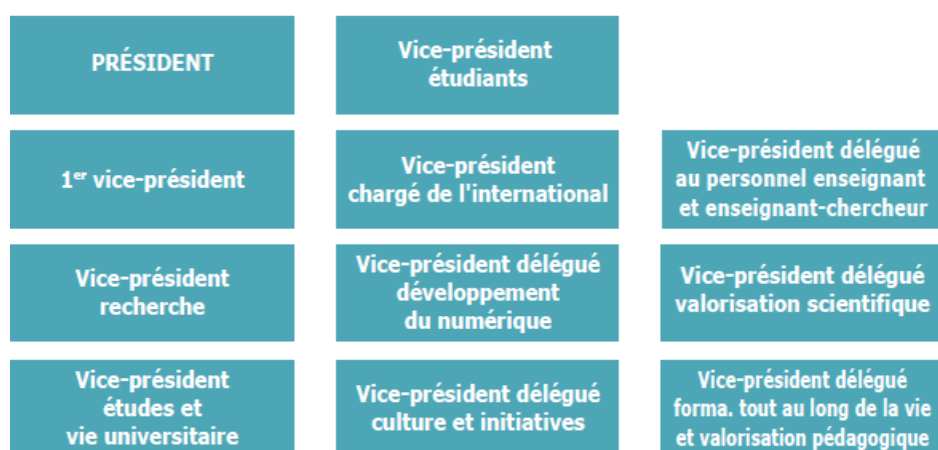 PRÉSIDENT
Vice-président
étudiants
1er vice-président
Vice-président
chargé de l'international
Vice-président délégué
au personnel enseignant
et enseignant-chercheur
Vice-président
recherche
Vice-président délégué
développement
du numérique
Vice-président délégué
valorisation scientifique
Vice-président
études et
vie universitaire
Vice-président délégué
culture et initiatives
Vice-président délégué
forma. tout au long de la vie
et valorisation pédagogique